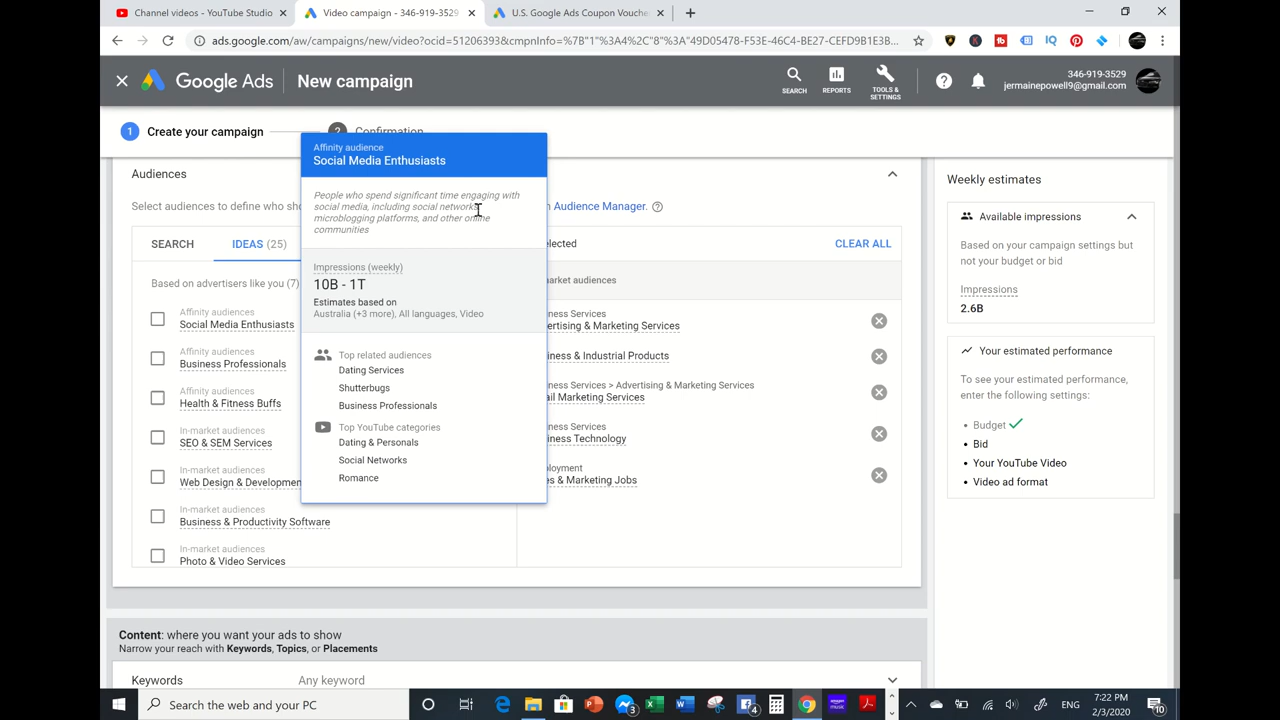 Channel videos - YouTube Studio
Video campaign - 346-919-3529
U.S. Google Ads Coupon Vouche
ads.google.com/aw/campaigns/new/video?ocid=51206393&cmpnInfo=%7B"1"%3A4%2C"8"%3A"49D05478-F53E-46C4-BE27-CEFD9B1E3B...
Google Ads
New campaign
SEARCH
REPORTS
TOOLS &
SETTINGS
346-919-3529
jermainepowell9@gmail.com
1 Create your campaign
2 Confirmation
Audiences
Select audiences to define who sho
n Audience Manager.
SEARCH
IDEAS (25)
elected
CLEAR ALL
Based on advertisers like you (7)
Affinity audiences
Social Media Enthusiasts
Affinity audiences
Business Professionals
Affinity audiences
Health & Fitness Buffs
In-market audiences
SEO & SEM Services
In-market audiences
Web Design & Developmen
In-market audiences
Business & Productivity Software
In-market audiences
Photo & Video Services
Affinity audience
Social Media Enthusiasts
People who spend significant time engaging with
social media, including social networks,
microblogging platforms, and other online
communities
Impressions (weekly)
10B - 1T
Estimates based on
Australia (+3 more), All languages, Video
Top related audiences
Dating Services
Shutterbugs
Business Professionals
Top YouTube categories
Dating & Personals
Social Networks
Romance
market audiences
ness Services
ertising & Marketing Services
iness & Industrial Products
ness Services > Advertising & Marketing Services
ail Marketing Services
ness Services
iness Technology
loyment
es & Marketing Jobs
Weekly estimates
Available impressions
Based on your campaign settings but
not your budget or bid
Impressions
2.6B
Your estimated performance
To see your estimated performance,
enter the following settings:
• Budget
• Bid
• Your YouTube Video
• Video ad format
Content: where you want your ads to show
Narrow your reach with Keywords, Topics, or Placements
Keywords
Any keyword
Search the web and your PC
3
4
ENG
7:22 PM
2/3/2020
10